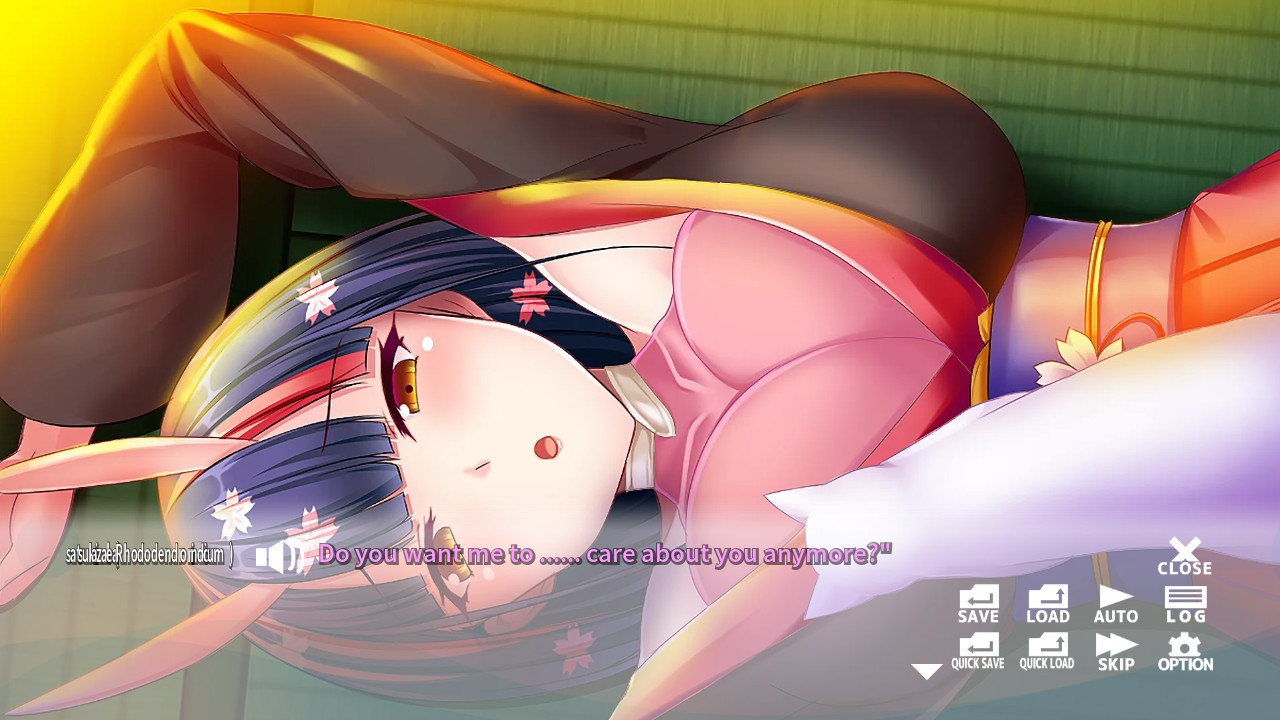 Do you want me to ...... care about you anymore?"
CLOSE
SAVE LOAD AUTO LOG
QUICK SAVE QUICK LOAD SKIP OPTION